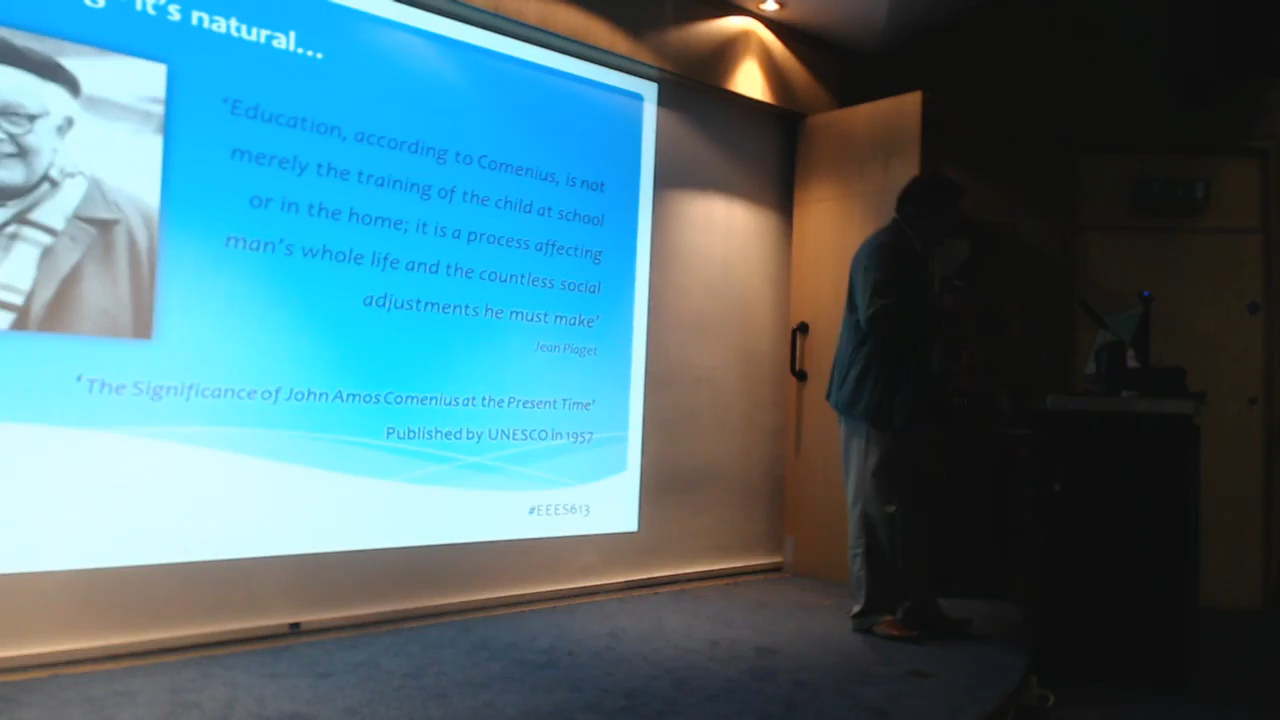 it's natural...
'Education, according to Comenius, is not
merely the training of the child at school
or in the home; it is a process affecting
man's whole life and the countless social
adjustments he must make'
Jean Piaget
'The Significance of John Amos Comenius at the Present Time'
Published by UNESCO in 1957
#EEES613